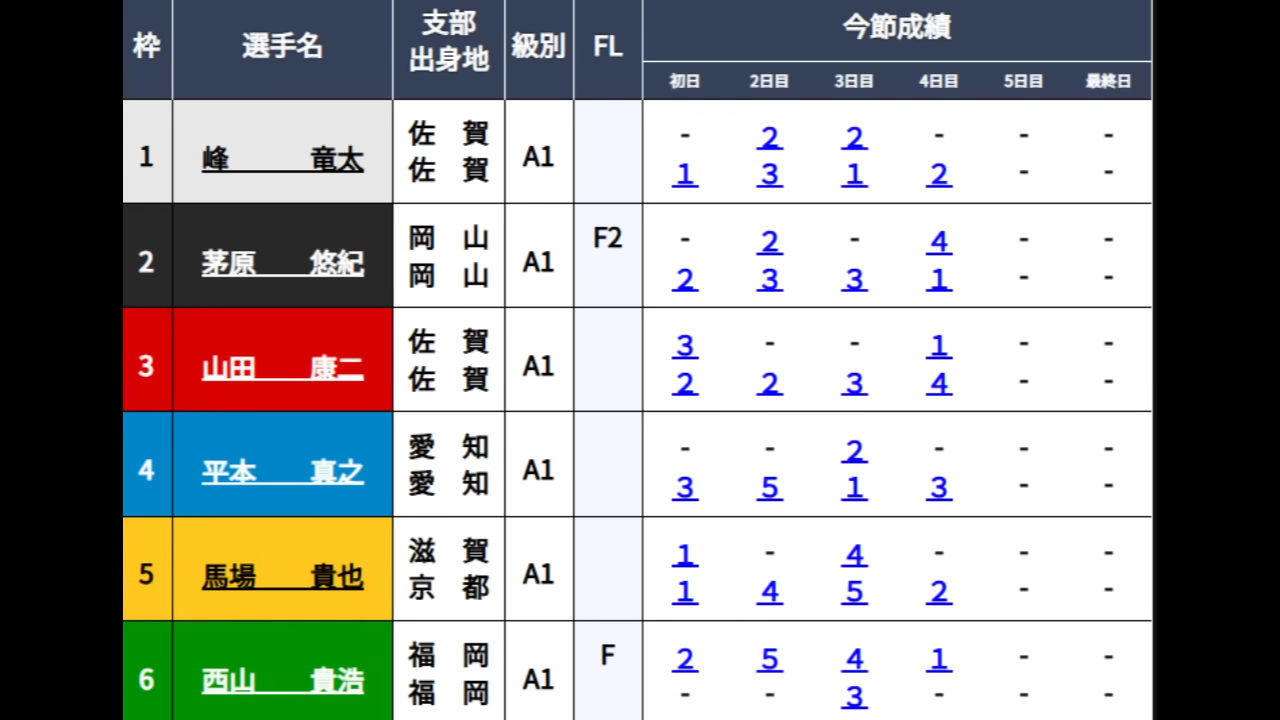 枠 選手名 支部 出身地 級別 FL 今節成績
初日 2日目 3日目 4日目 5日目 最終日
1 峰 竜太 佐 賀 A1 - 2 2 - - -
佐 賀 1 3 1 2 - -
2 茅原 悠紀 岡 山 A1 F2 - 2 - 4 - -
岡 山 2 3 3 1 - -
3 山田 康二 佐 賀 A1 3 - - 1 - -
佐 賀 2 2 3 4 - -
4 平本 真之 愛 知 A1 - - 2 - - -
愛 知 3 5 1 3 - -
5 馬場 貴也 滋 賀 A1 1 - 4 - - -
京 都 1 4 5 2 - -
6 西山 貴浩 福 岡 A1 F 2 5 4 1 - -
福 岡 - - 3 - - -